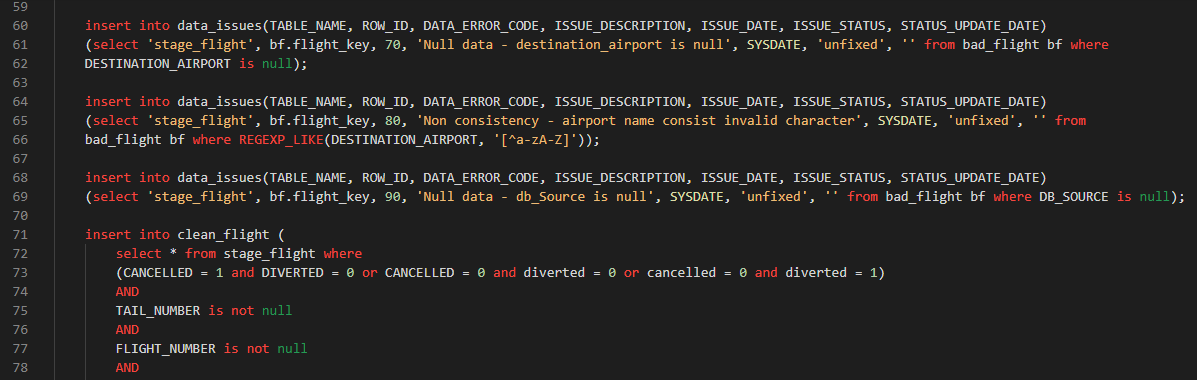 59
60 insert into data_issues(TABLE_NAME, ROW_ID, DATA_ERROR_CODE, ISSUE_DESCRIPTION, ISSUE_DATE, ISSUE_STATUS, STATUS_UPDATE_DATE)
61 (select 'stage_flight', bf.flight_key, 70, 'Null data - destination_airport is null', SYSDATE, 'unfixed', '' from bad_flight bf where
62 DESTINATION_AIRPORT is null);
63
64 insert into data_issues(TABLE_NAME, ROW_ID, DATA_ERROR_CODE, ISSUE_DESCRIPTION, ISSUE_DATE, ISSUE_STATUS, STATUS_UPDATE_DATE)
65 (select 'stage_flight', bf.flight_key, 80, 'Non consistency - airport name consist invalid character', SYSDATE, 'unfixed', '' from
66 bad_flight bf where REGEXP_LIKE(DESTINATION_AIRPORT, '[^a-zA-Z]'));
67
68 insert into data_issues(TABLE_NAME, ROW_ID, DATA_ERROR_CODE, ISSUE_DESCRIPTION, ISSUE_DATE, ISSUE_STATUS, STATUS_UPDATE_DATE)
69 (select 'stage_flight', bf.flight_key, 90, 'Null data - db_Source is null', SYSDATE, 'unfixed', '' from bad_flight bf where DB_SOURCE is null);
70
71 insert into clean_flight (
72 select * from stage_flight where
73 (CANCELLED = 1 and DIVERTED = 0 or CANCELLED = 0 and diverted = 0 or cancelled = 0 and diverted = 1)
74 AND
75 TAIL_NUMBER is not null
76 AND
77 FLIGHT_NUMBER is not null
78 AND